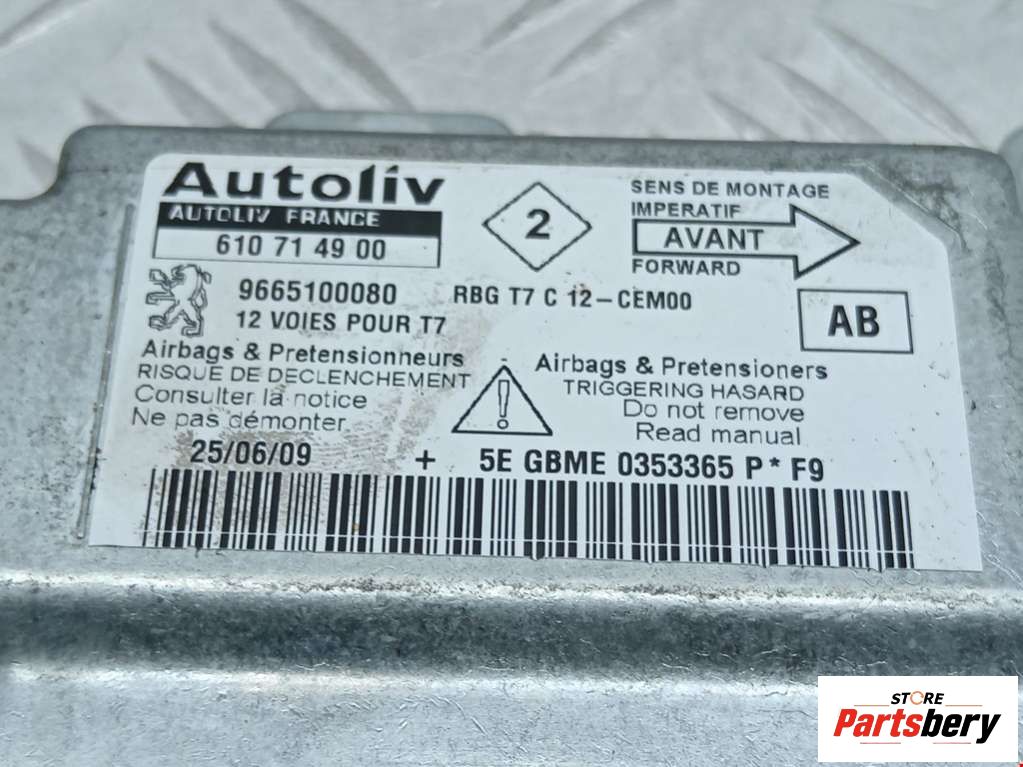 Autoliv
AUTOLIV FRANCE
610 71 49 00
2
SENS DE MONTAGE
IMPERATIF
AVANT
FORWARD
9665100080
RBG T7 C 12-CEM00
12 VOIES POUR T7
AB
Airbags & Pretensionneurs
RISQUE DE DECLENCHEMENT
Consulter la notice
Ne pas démonter.
!
Airbags & Pretensioners
TRIGGERING HASARD
Do not remove
Read manual
25/06/09 + 5E GBME 0353365 P * F9
STORE
Partsbery